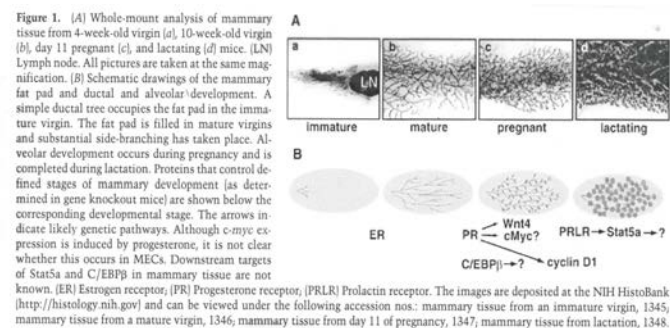 Figure 1. (A) Whole-mount analysis of mammary
tissue from 4-week-old virgin (a), 10-week-old virgin
(b), day 11 pregnant (c), and lactating (d) mice. (LN)
Lymph node. All pictures are taken at the same mag-
nification. (B) Schematic drawings of the mammary
fat pad and ductal and alveolar development. A
simple ductal tree occupies the fat pad in the imma-
ture virgin. The fat pad is filled in mature virgins
and substantial side-branching has taken place. Al-
veolar development occurs during pregnancy and is
completed during lactation. Proteins that control de-
fined stages of mammary development (as deter-
mined in gene knockout mice) are shown below the
corresponding developmental stage. The arrows in-
dicate likely genetic pathways. Although c-myc ex-
pression is induced by progesterone, it is not clear
whether this occurs in MECs. Downstream targets
of Stat5a and C/EBPβ in mammary tissue are not
known. (ER) Estrogen receptor; (PR) Progesterone receptor; (PRLR) Prolactin receptor. The images are deposited at the NIH HistoBank
(http://histology.nih.gov) and can be viewed under the following accession nos.: mammary tissue from an immature virgin, 1345;
mammary tissue from a mature virgin, 1346; mammary tissue from day 11 of pregnancy, 1347; mammary tissue from lactation, 1348.
A
a b c d
LN
immature mature pregnant lactating
B
ER PR Wnt4
cMyc?
cyclin D1
C/EBPβ→?
PRLR→Stat5a→?